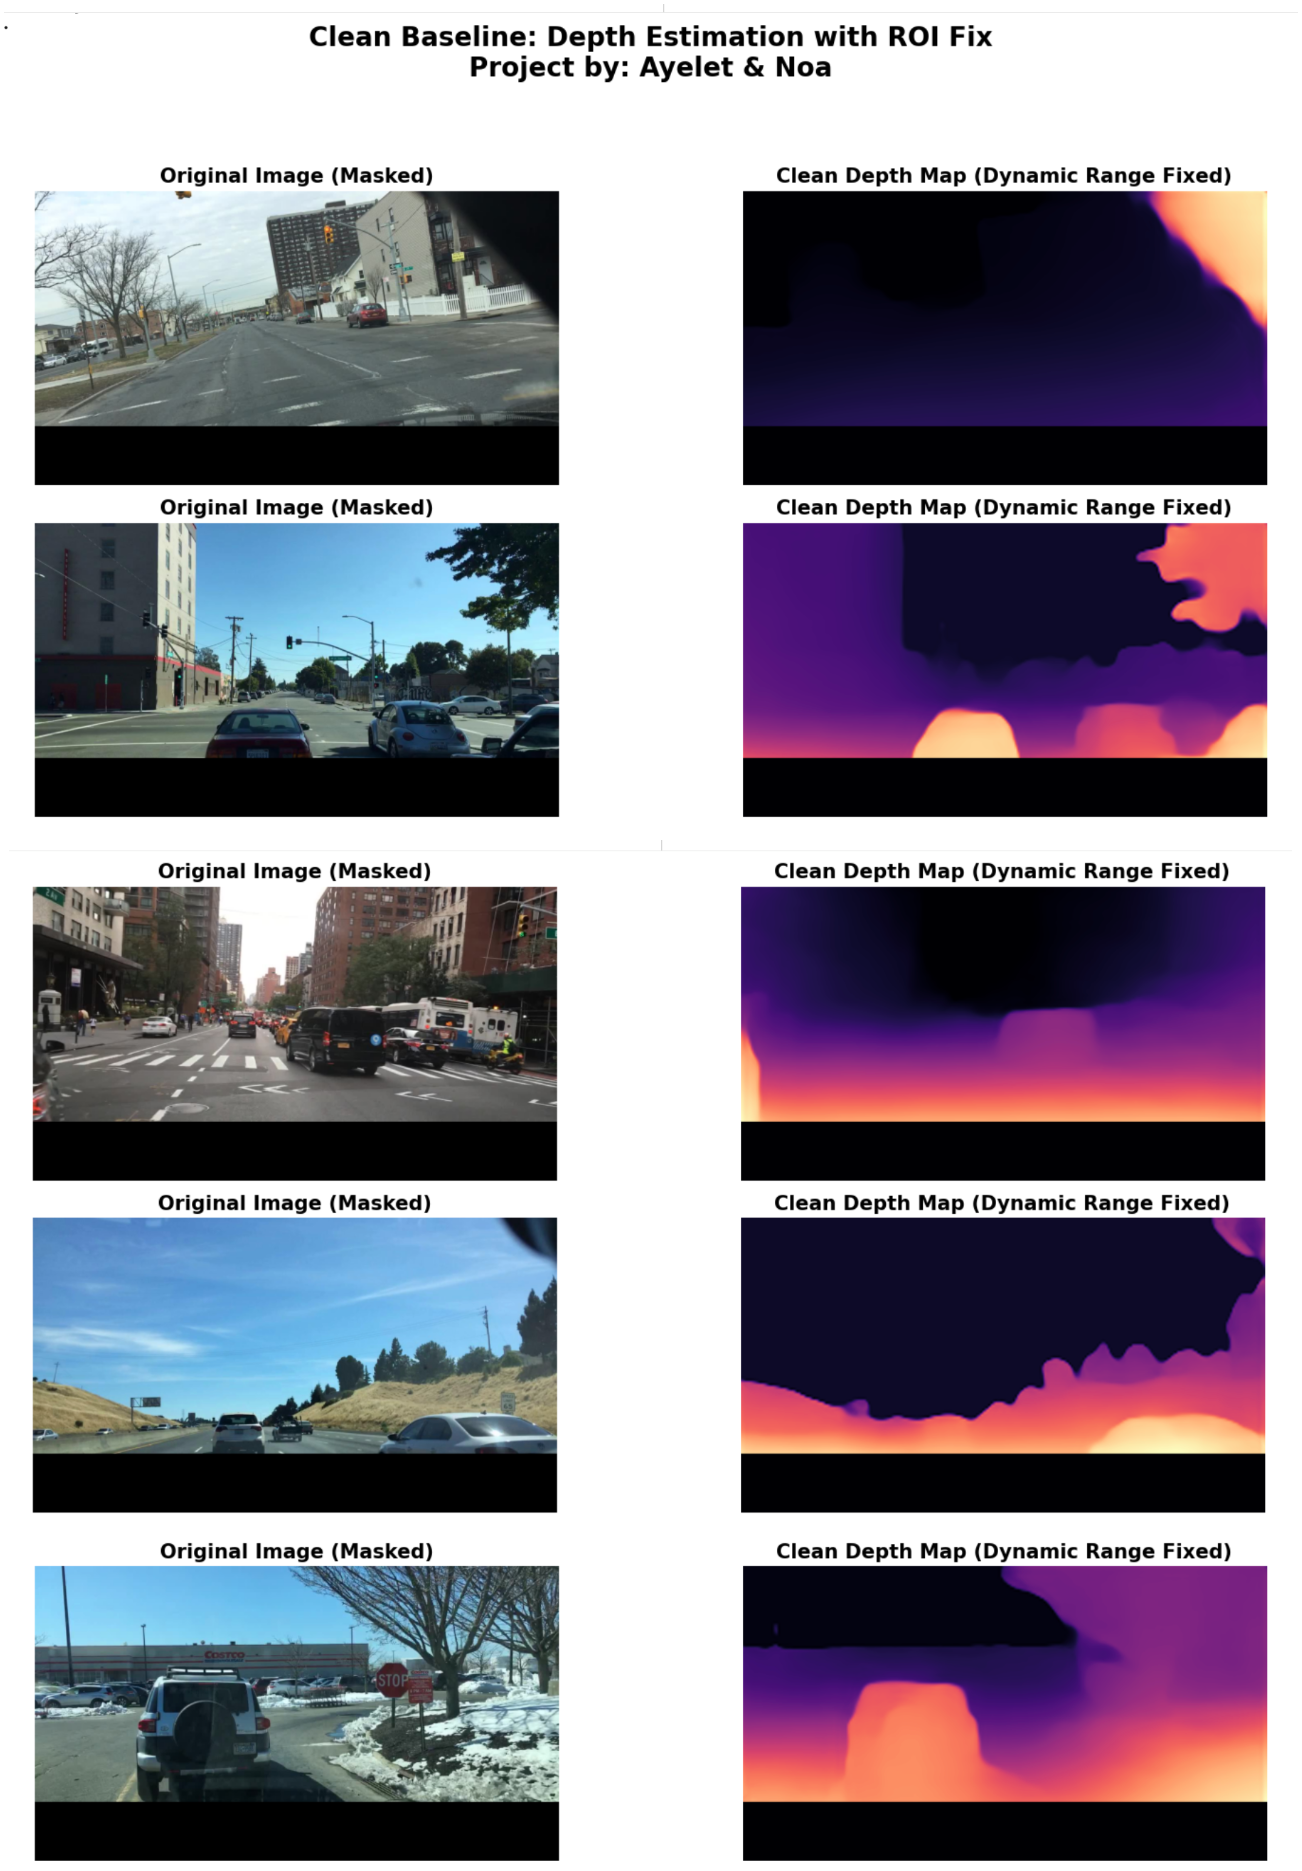 Clean Baseline: Depth Estimation with ROI Fix
Project by: Ayelet & Noa
Original Image (Masked)
Clean Depth Map (Dynamic Range Fixed)
Original Image (Masked)
Clean Depth Map (Dynamic Range Fixed)
Original Image (Masked)
Clean Depth Map (Dynamic Range Fixed)
Original Image (Masked)
Clean Depth Map (Dynamic Range Fixed)
Original Image (Masked)
Clean Depth Map (Dynamic Range Fixed)
COSTCO
STOP